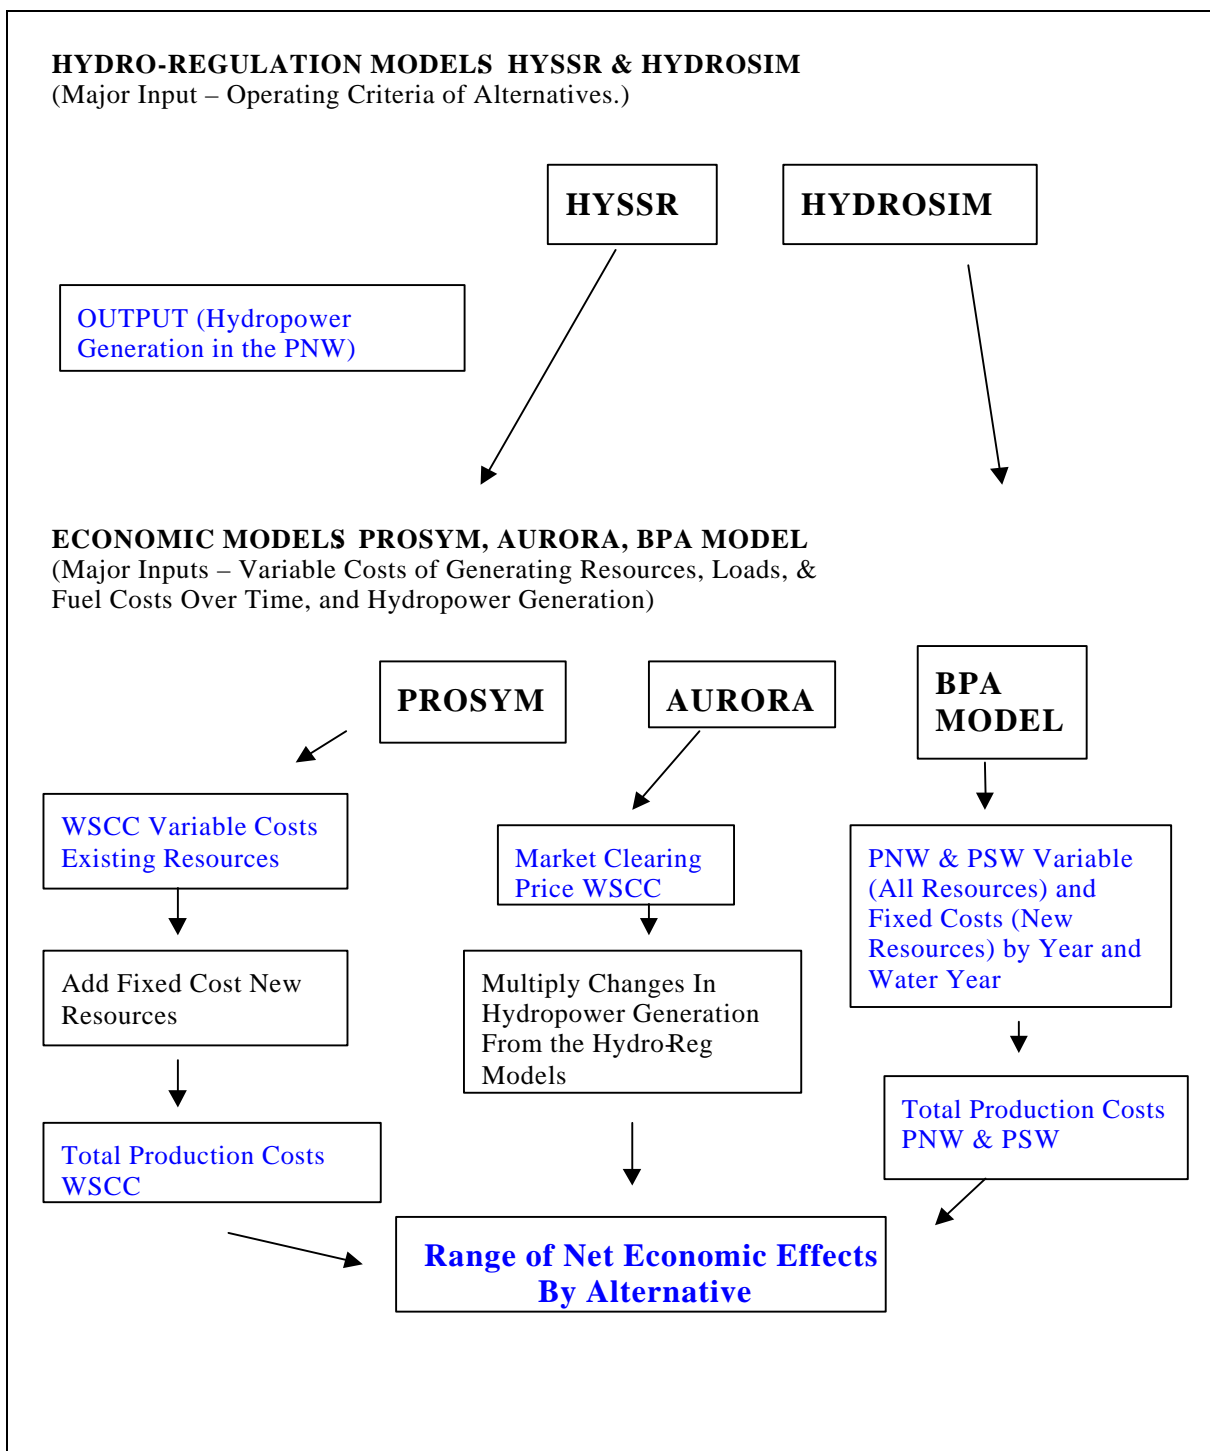 HYDRO-REGULATION MODELS HYSSR & HYDROSIM
(Major Input – Operating Criteria of Alternatives.)
HYSSR
HYDROSIM
OUTPUT (Hydropower
Generation in the PNW)
ECONOMIC MODELS PROSYM, AURORA, BPA MODEL
(Major Inputs – Variable Costs of Generating Resources, Loads, &
Fuel Costs Over Time, and Hydropower Generation)
PROSYM
AURORA
BPA
MODEL
WSCC Variable Costs
Existing Resources
Market Clearing
Price WSCC
PNW & PSW Variable
(All Resources) and
Fixed Costs (New
Resources) by Year and
Water Year
Add Fixed Cost New
Resources
Multiply Changes In
Hydropower Generation
From the Hydro-Reg
Models
Total Production Costs
PNW & PSW
Total Production Costs
WSCC
Range of Net Economic Effects
By Alternative